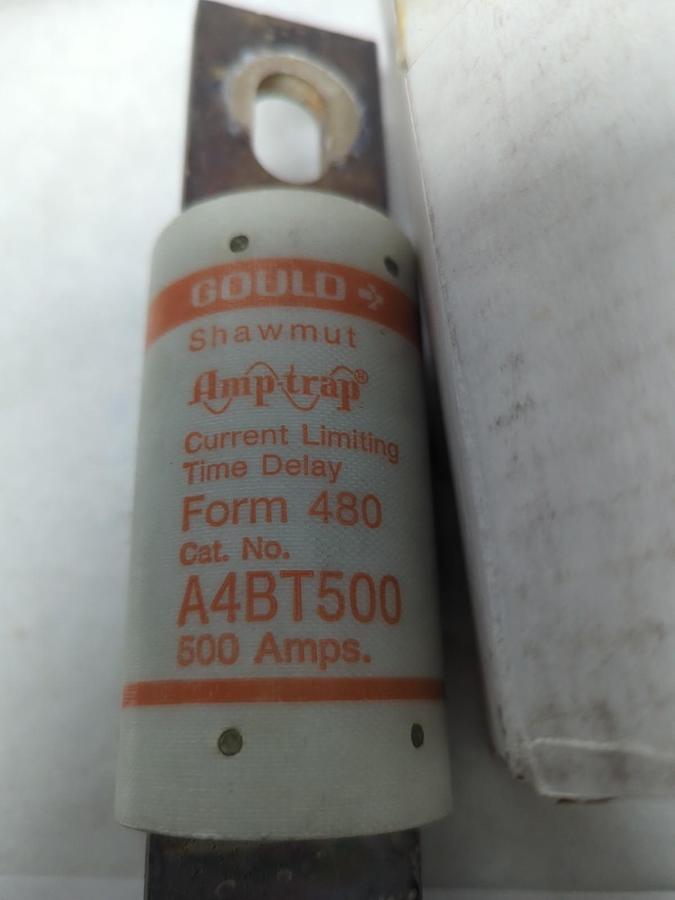 GOULD
Shawmut
Amp-trap®
Current Limiting
Time Delay
Form 480
Cat. No.
A4BT500
500 Amps.